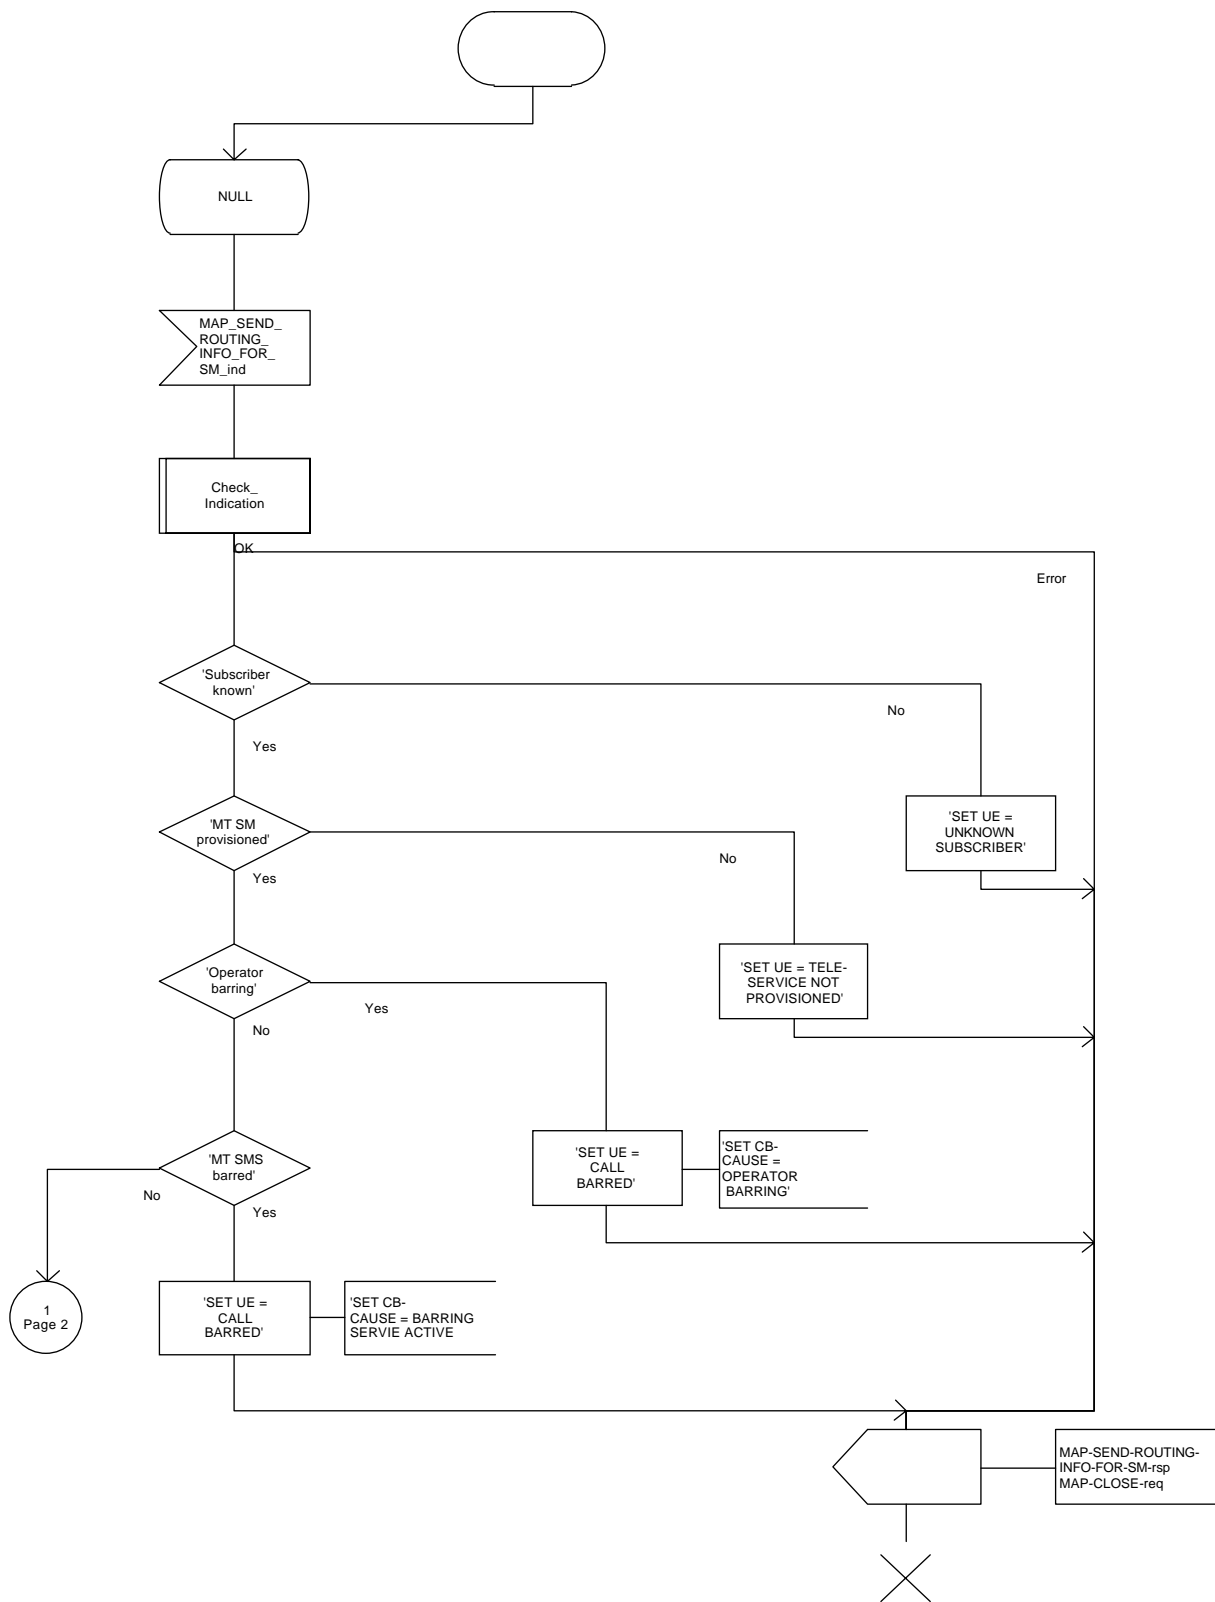 NULL
MAP_SEND_
ROUTING_
INFO_FOR_
SM_ind
Check_
Indication
OK
Error
'Subscriber
known'
No
Yes
'MT SM
provisioned'
No
Yes
'SET UE =
UNKNOWN
SUBSCRIBER'
'Operator
barring'
Yes
No
'SET UE = TELE-
SERVICE NOT
PROVISIONED'
'MT SMS
barred'
No
Yes
'SET UE =
CALL
BARRED'
'SET CB-
CAUSE =
OPERATOR
BARRING'
1
Page 2
'SET UE =
CALL
BARRED'
'SET CB-
CAUSE = BARRING
SERVIE ACTIVE
MAP-SEND-ROUTING-
INFO-FOR-SM-rsp
MAP-CLOSE-req